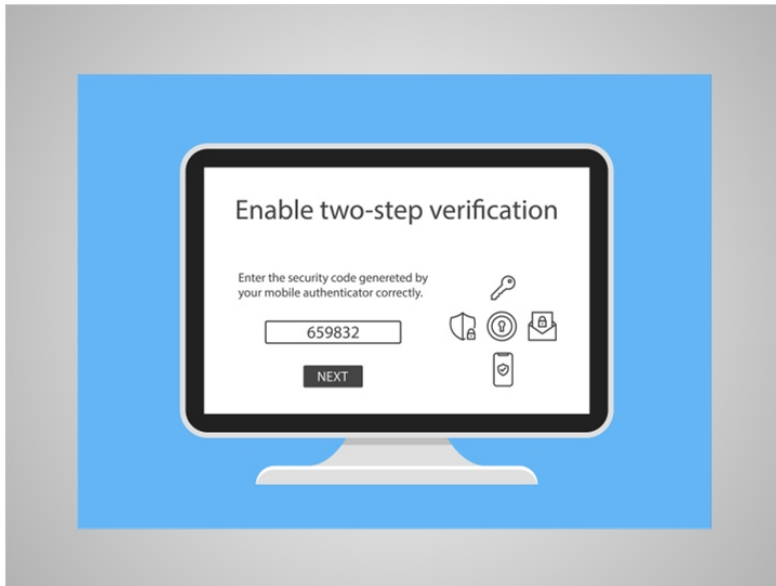 Enable two-step verification
Enter the security code genereted by
your mobile authenticator correctly.
659832
NEXT